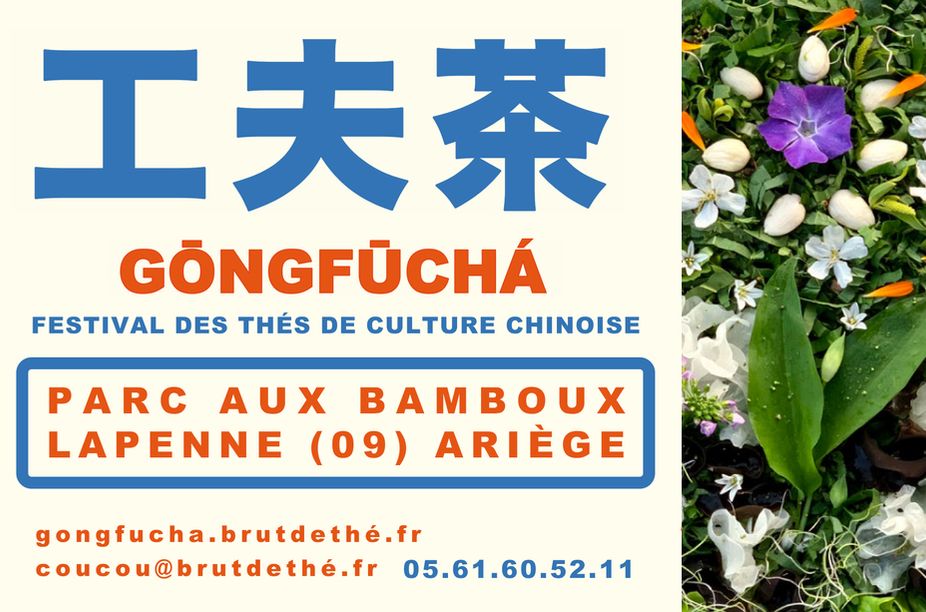 工夫茶
GŌNGFŪCHÁ
FESTIVAL DES THÉS DE CULTURE CHINOISE
PARC AUX BAMBOUX
LAPENNE (09) ARIÈGE
gongfucha.brutdethé.fr
coucou@brutdethé.fr 05.61.60.52.11